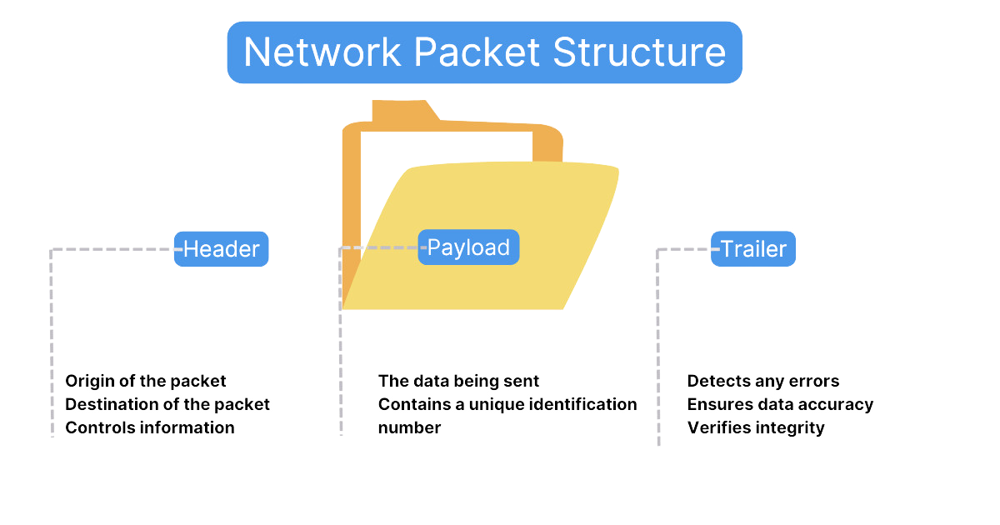 Network Packet Structure
Header
Payload
Trailer
Origin of the packet
Destination of the packet
Controls information
The data being sent
Contains a unique identification
number
Detects any errors
Ensures data accuracy
Verifies integrity